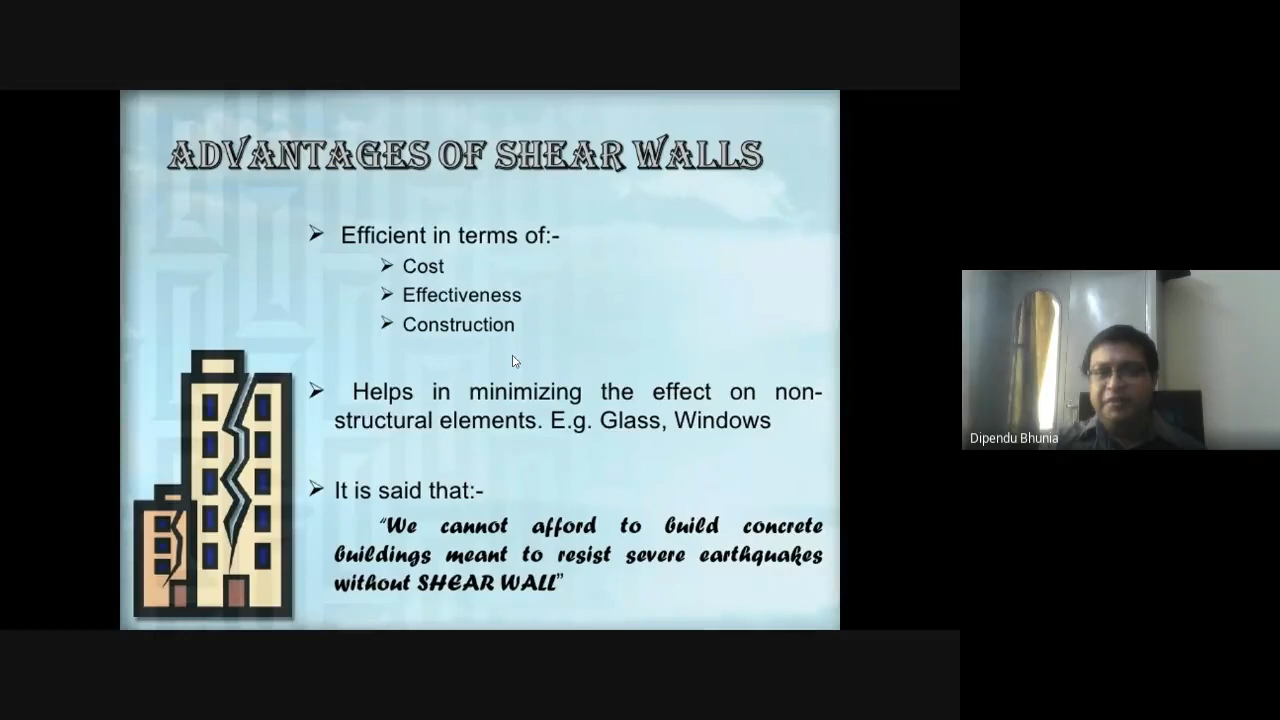 ADVANTAGES OF SHEAR WALLS
Efficient in terms of:-
Cost
Effectiveness
Construction
Helps in minimizing the effect on non-
structural elements. E.g. Glass, Windows
It is said that:-
“We cannot afford to build concrete
buildings meant to resist severe earthquakes
without SHEAR WALL”
Dipendu Bhunia